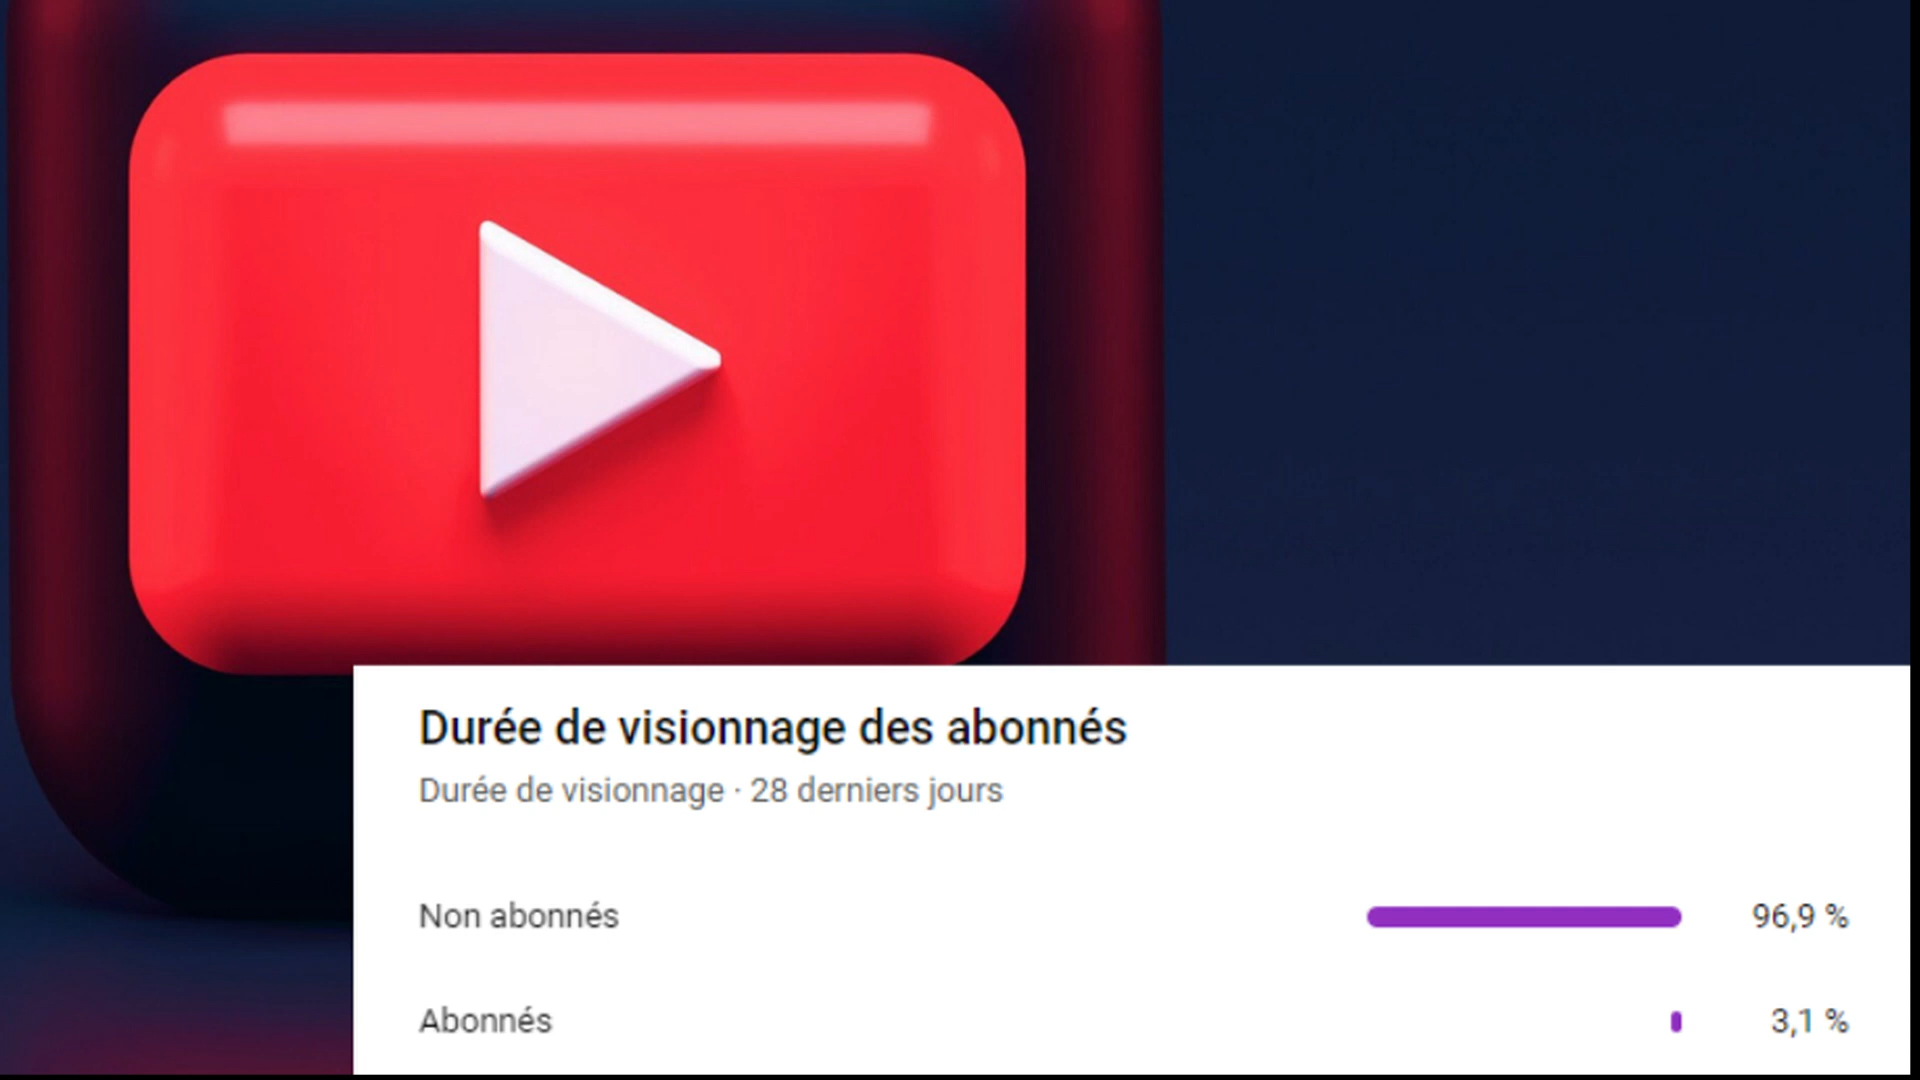 Durée de visionnage des abonnés
Durée de visionnage · 28 derniers jours
Non abonnés 96,9 %
Abonnés 3,1 %